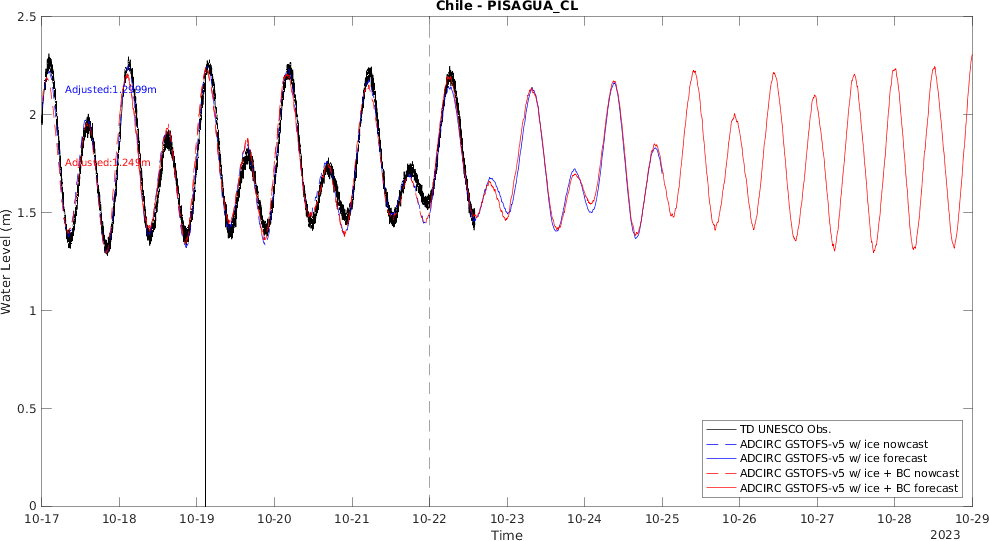 Chile - PISAGUA_CL
2.5
2
1.5
1
0.5
0
Water Level (m)
Adjusted:1.2999m
Adjusted:1.249m
TD UNESCO Obs.
ADCIRC GSTOFS-v5 w/ ice nowcast
ADCIRC GSTOFS-v5 w/ ice forecast
ADCIRC GSTOFS-v5 w/ ice + BC nowcast
ADCIRC GSTOFS-v5 w/ ice + BC forecast
10-17 10-18 10-19 10-20 10-21 10-22 10-23 10-24 10-25 10-26 10-27 10-28 10-29
Time
2023